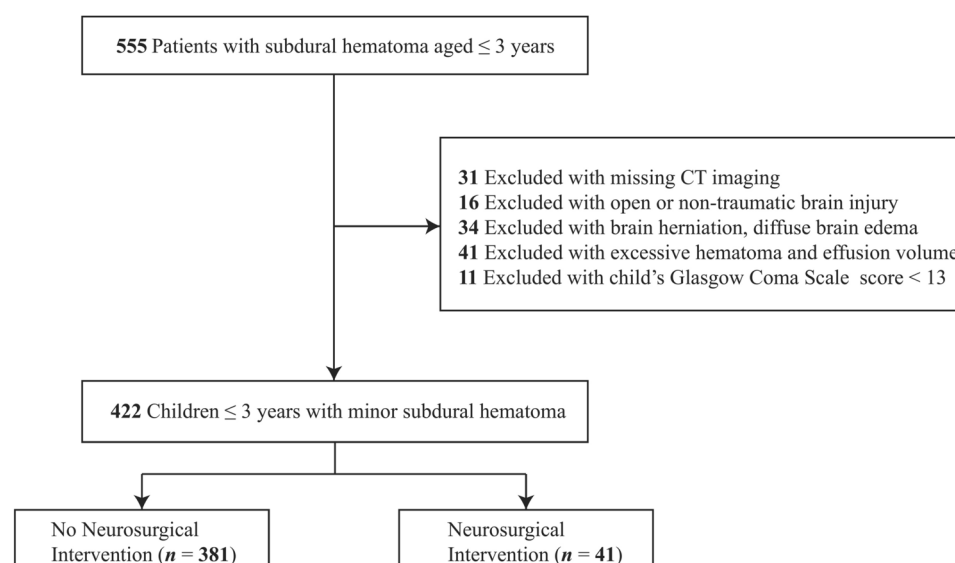 555 Patients with subdural hematoma aged ≤ 3 years
31 Excluded with missing CT imaging
16 Excluded with open or non-traumatic brain injury
34 Excluded with brain herniation, diffuse brain edema
41 Excluded with excessive hematoma and effusion volume
11 Excluded with child's Glasgow Coma Scale score < 13
422 Children ≤ 3 years with minor subdural hematoma
No Neurosurgical
Intervention (n = 381)
Neurosurgical
Intervention (n = 41)